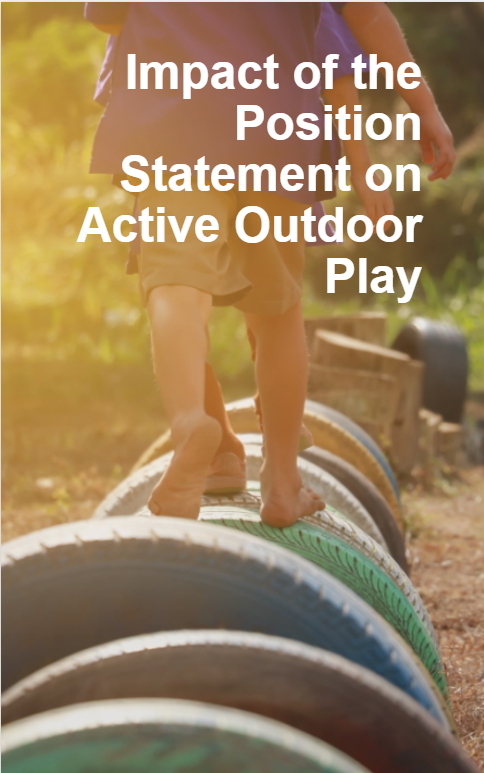 Impact of the
Position
Statement on
Active Outdoor
Play